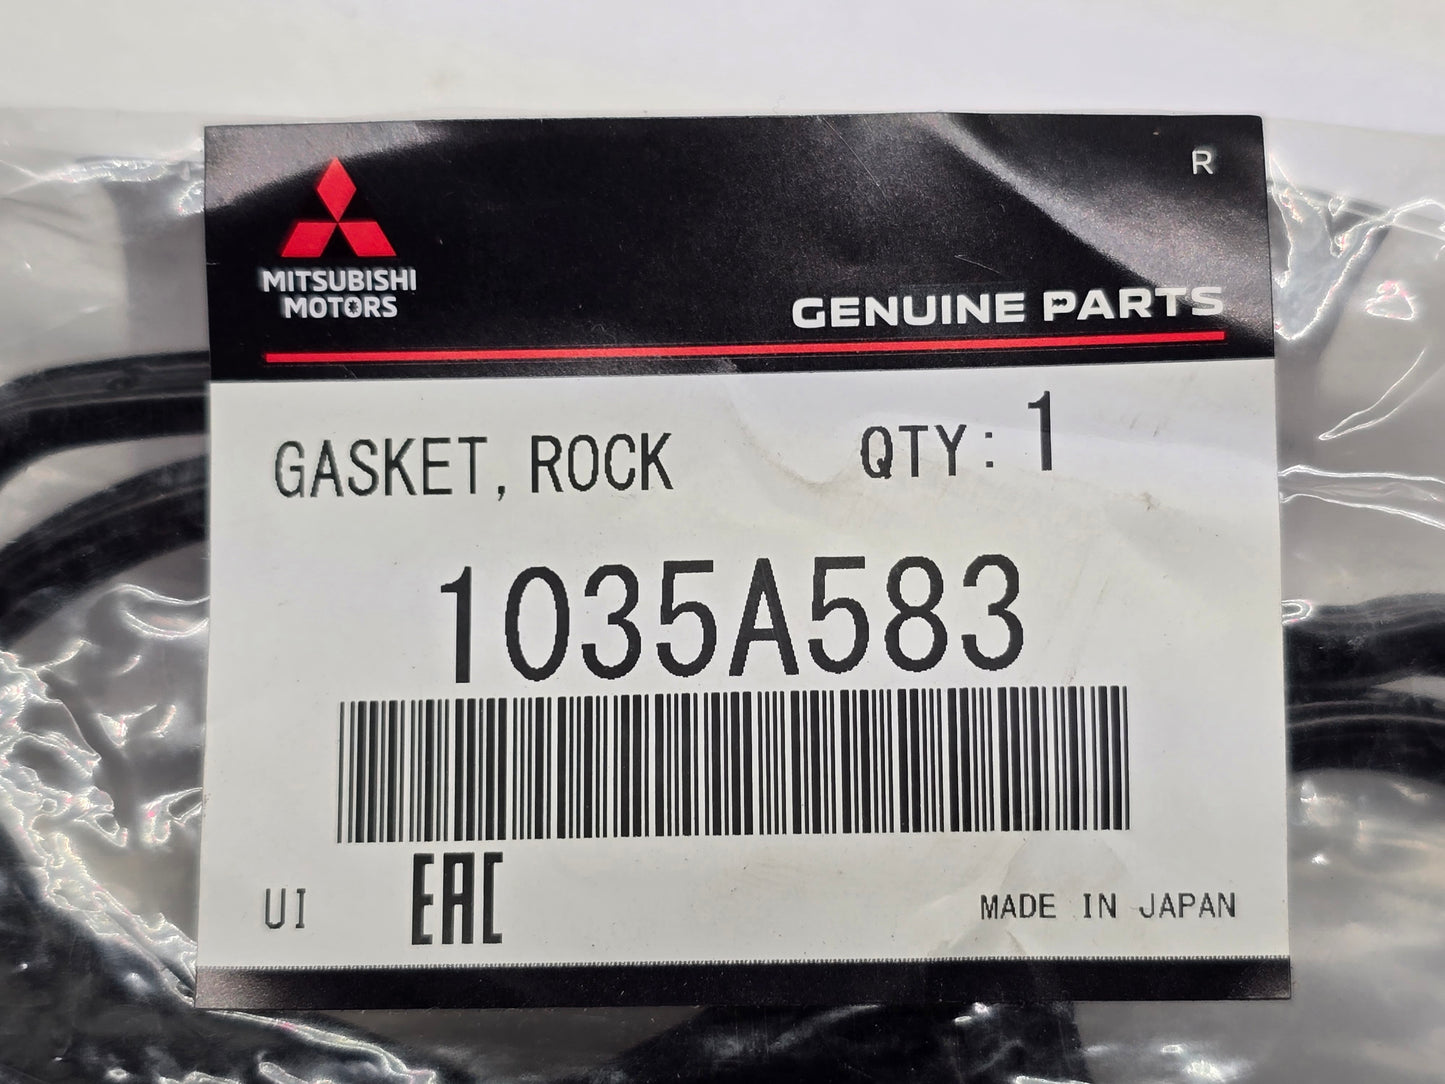 R
MITSUBISHI
MOTORS
GENUINE PARTS
GASKET, ROCK QTY: 1
1035A583
UI EAC MADE IN JAPAN